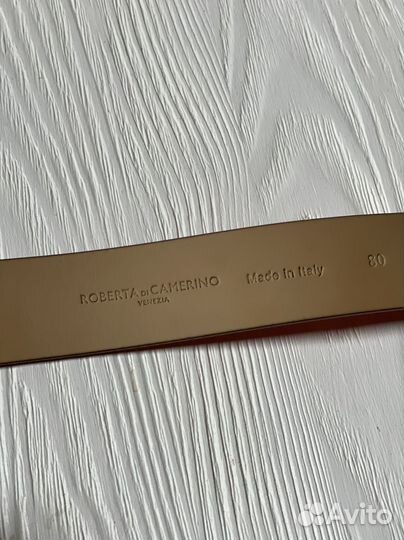 ROBERTA DI CAMERINO
VENEZIA
Made in Italy
80
Avito